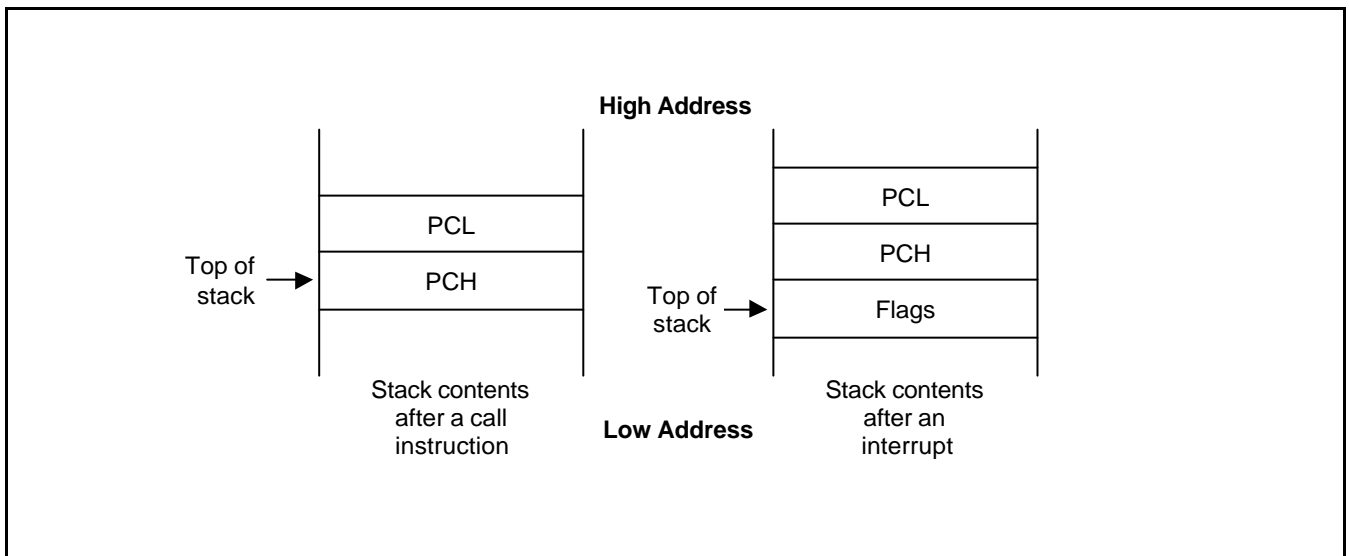 High Address
PCL
PCH
Top of
stack
Stack contents
after a call
instruction
Low Address
PCL
PCH
Flags
Top of
stack
Stack contents
after an
interrupt